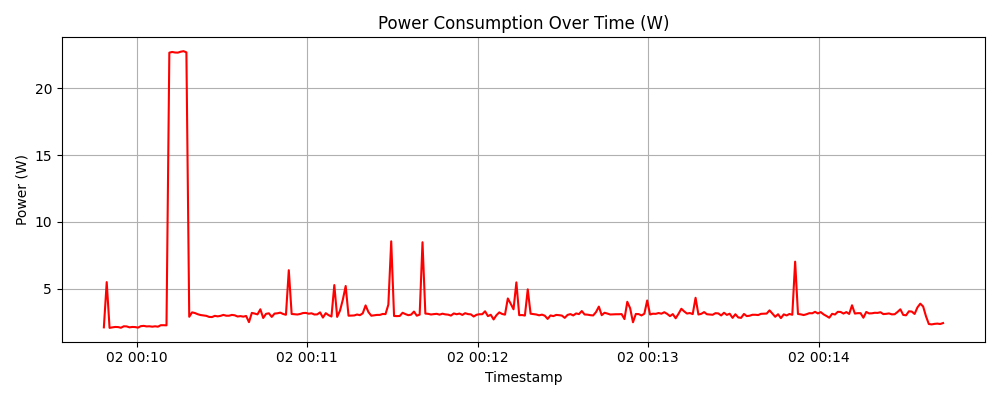 Power Consumption Over Time (W)
Power (W)
20
15
10
5
02 00:10 02 00:11 02 00:12 02 00:13 02 00:14
Timestamp